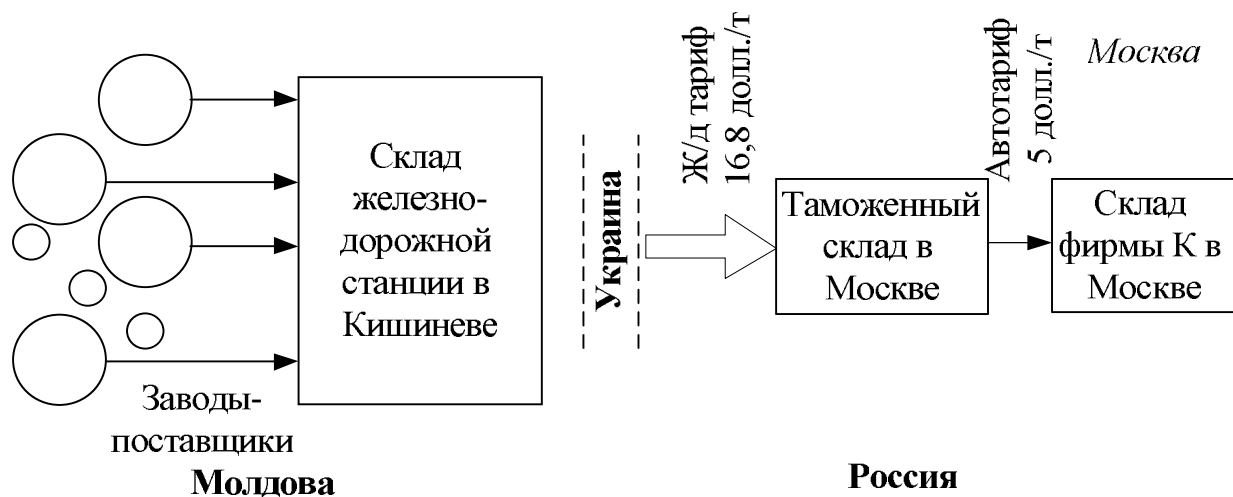 Склад
железно-
дорожной
станции в
Кишиневе
Заводы-
поставщики
Молдова
Украина
Ж/д тариф
16,8 долл./т
Таможенный
склад в
Москве
Автотариф
5 долл./т
Москва
Склад
фирмы К в
Москве
Россия